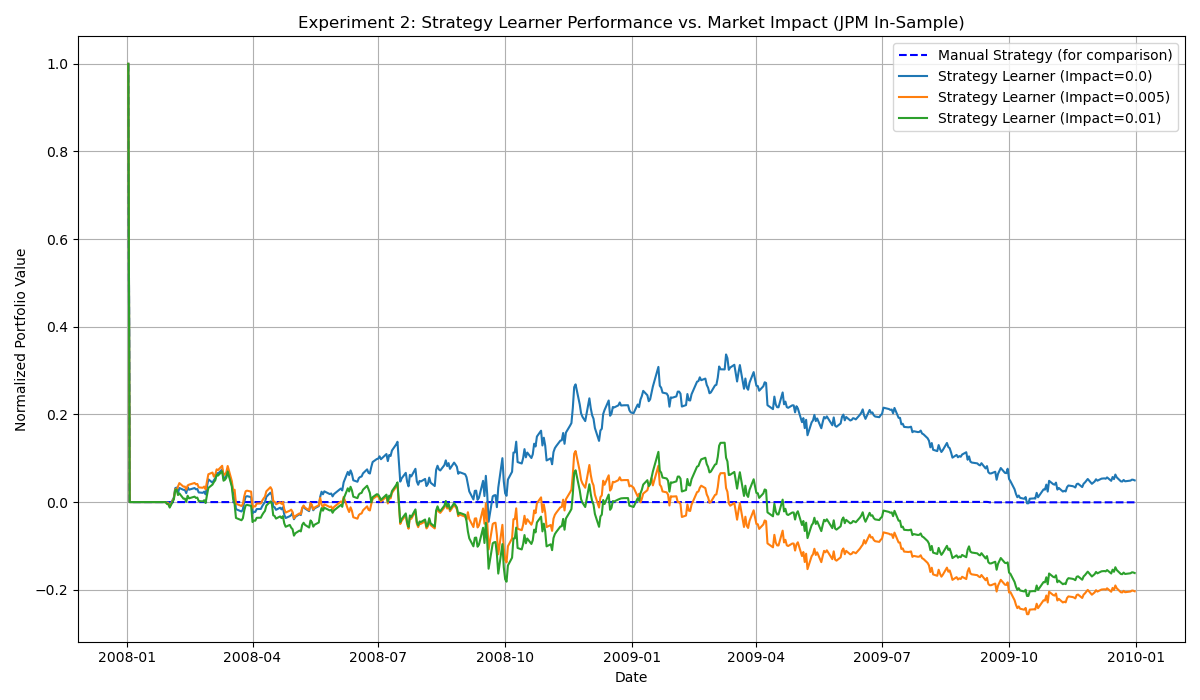 Experiment 2: Strategy Learner Performance vs. Market Impact (JPM In-Sample)
Manual Strategy (for comparison)
Strategy Learner (Impact=0.0)
Strategy Learner (Impact=0.005)
Strategy Learner (Impact=0.01)
Normalized Portfolio Value
1.0
0.8
0.6
0.4
0.2
0.0
−0.2
2008-01
2008-04
2008-07
2008-10
2009-01
2009-04
2009-07
2009-10
2010-01
Date